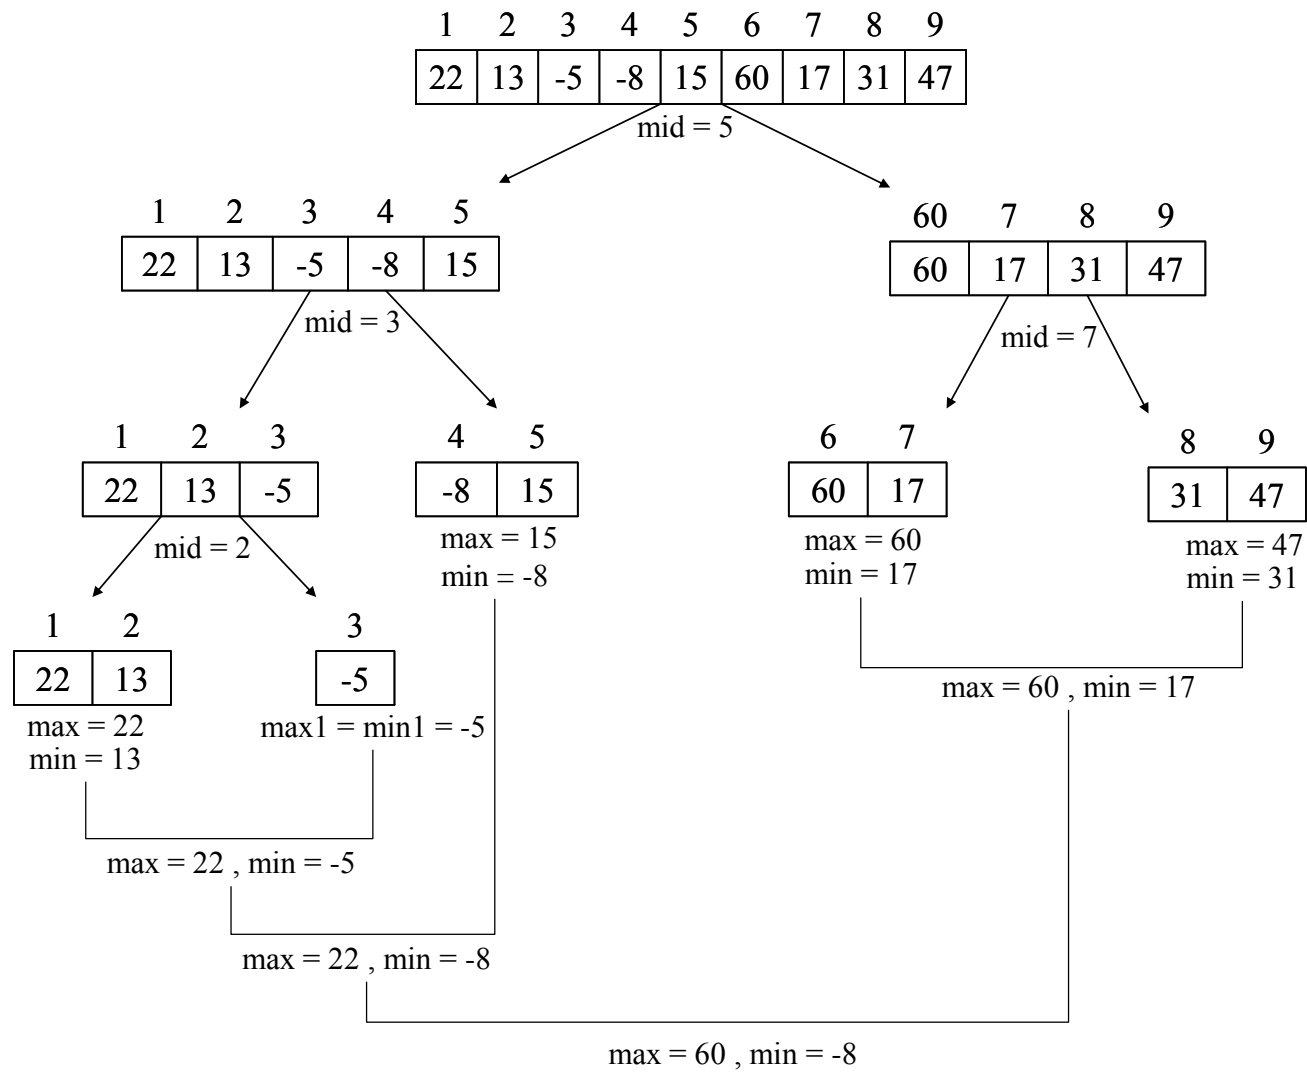 1 2 3 4 5 6 7 8 9
22 13 -5 -8 15 60 17 31 47
mid = 5
1 2 3 4 5
22 13 -5 -8 15
mid = 3
60 7 8 9
60 17 31 47
mid = 7
1 2 3
22 13 -5
mid = 2
4 5
-8 15
max = 15
min = -8
6 7
60 17
max = 60
min = 17
8 9
31 47
max = 47
min = 31
1 2
22 13
max = 22
min = 13
3
-5
max1 = min1 = -5
max = 60 , min = 17
max = 22 , min = -5
max = 22 , min = -8
max = 60 , min = -8